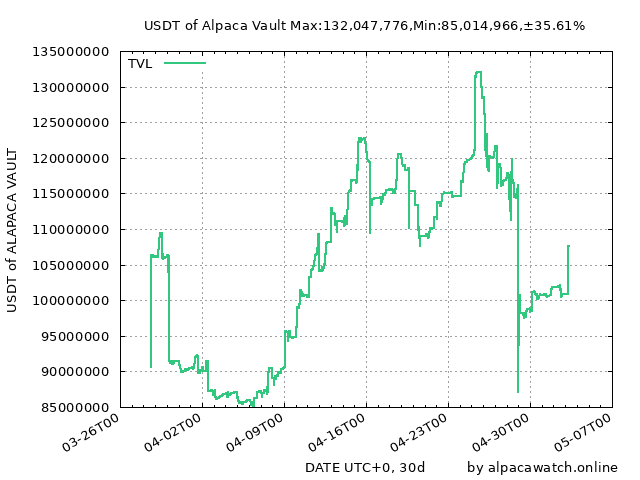 USDT of Alpaca Vault Max:132,047,776,Min:85,014,966,±35.61%
TVL
135000000
130000000
125000000
120000000
115000000
110000000
105000000
100000000
95000000
90000000
85000000
USDT of ALAPACA VAULT
03-26T00
04-02T00
04-09T00
04-16T00
04-23T00
04-30T00
05-07T00
DATE UTC+0, 30d
by alpacawatch.online